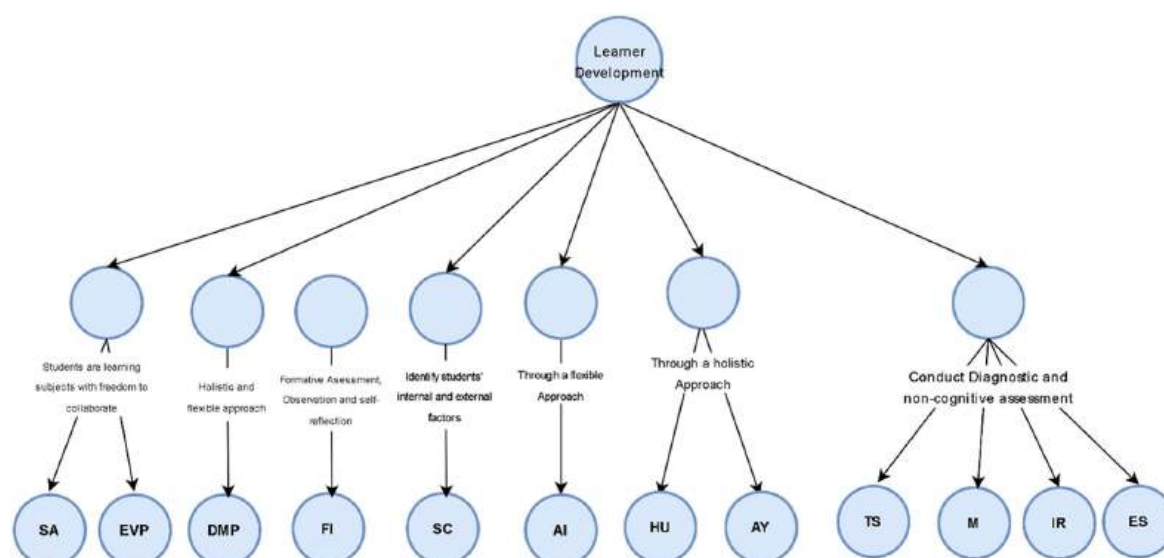 Learner
Development
Students are learning
subjects with freedom to
collaborate
Holistic and
flexible approach
Formative Asessment,
Observation and self-
reflection
Identify students'
internal and external
factors
Through a flexible
Approach
Through a holistic
Approach
Conduct Diagnostic and
non-cognitive assessment
SA
EVP
DMP
FI
SC
AI
HU
AY
TS
M
IR
ES